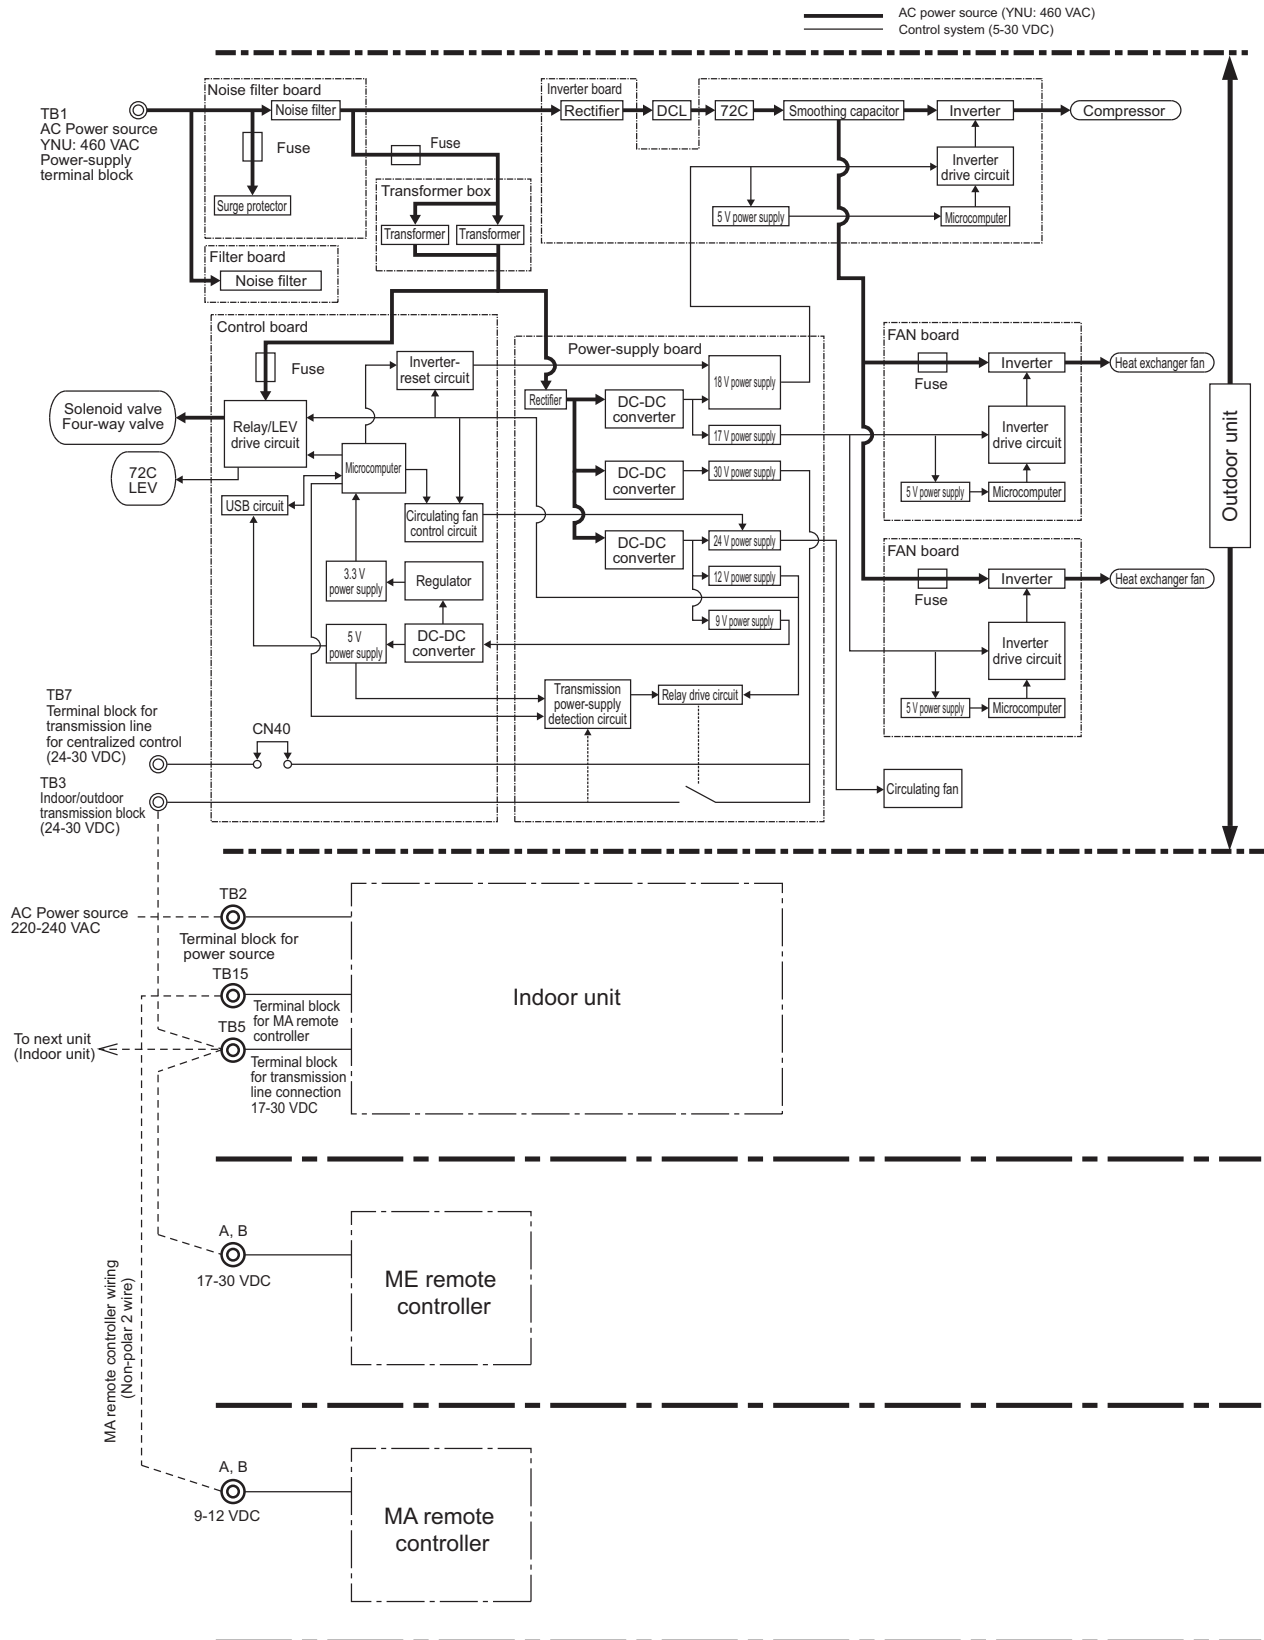 AC power source (YNU: 460 VAC)
Control system (5-30 VDC)
TB1
AC Power source
YNU: 460 VAC
Power-supply
terminal block
Noise filter board
Noise filter
Fuse
Surge protector
Filter board
Noise filter
Fuse
Transformer box
Transformer
Transformer
Inverter board
Rectifier
DCL
72C
Smoothing capacitor
Inverter
Compressor
Inverter
drive circuit
5 V power supply
Microcomputer
Control board
Fuse
Inverter-
reset circuit
Solenoid valve
Four-way valve
Relay/LEV
drive circuit
72C
LEV
Microcomputer
USB circuit
Circulating fan
control circuit
3.3 V
power supply
Regulator
5 V
power supply
DC-DC
converter
Power-supply board
Rectifier
DC-DC
converter
18 V power supply
17 V power supply
DC-DC
converter
30 V power supply
DC-DC
converter
24 V power supply
12 V power supply
9 V power supply
Transmission
power-supply
detection circuit
Relay drive circuit
FAN board
Fuse
Inverter
Heat exchanger fan
Inverter
drive circuit
5 V power supply
Microcomputer
FAN board
Fuse
Inverter
Heat exchanger fan
Inverter
drive circuit
5 V power supply
Microcomputer
Circulating fan
Outdoor unit
TB7
Terminal block for
transmission line
for centralized control
(24-30 VDC)
CN40
TB3
Indoor/outdoor
transmission block
(24-30 VDC)
AC Power source
220-240 VAC
TB2
Terminal block for
power source
TB15
Terminal block
for MA remote
controller
To next unit
(Indoor unit)
TB5
Terminal block
for transmission
line connection
17-30 VDC
Indoor unit
A, B
17-30 VDC
ME remote
controller
MA remote controller wiring
(Non-polar 2 wire)
A, B
9-12 VDC
MA remote
controller